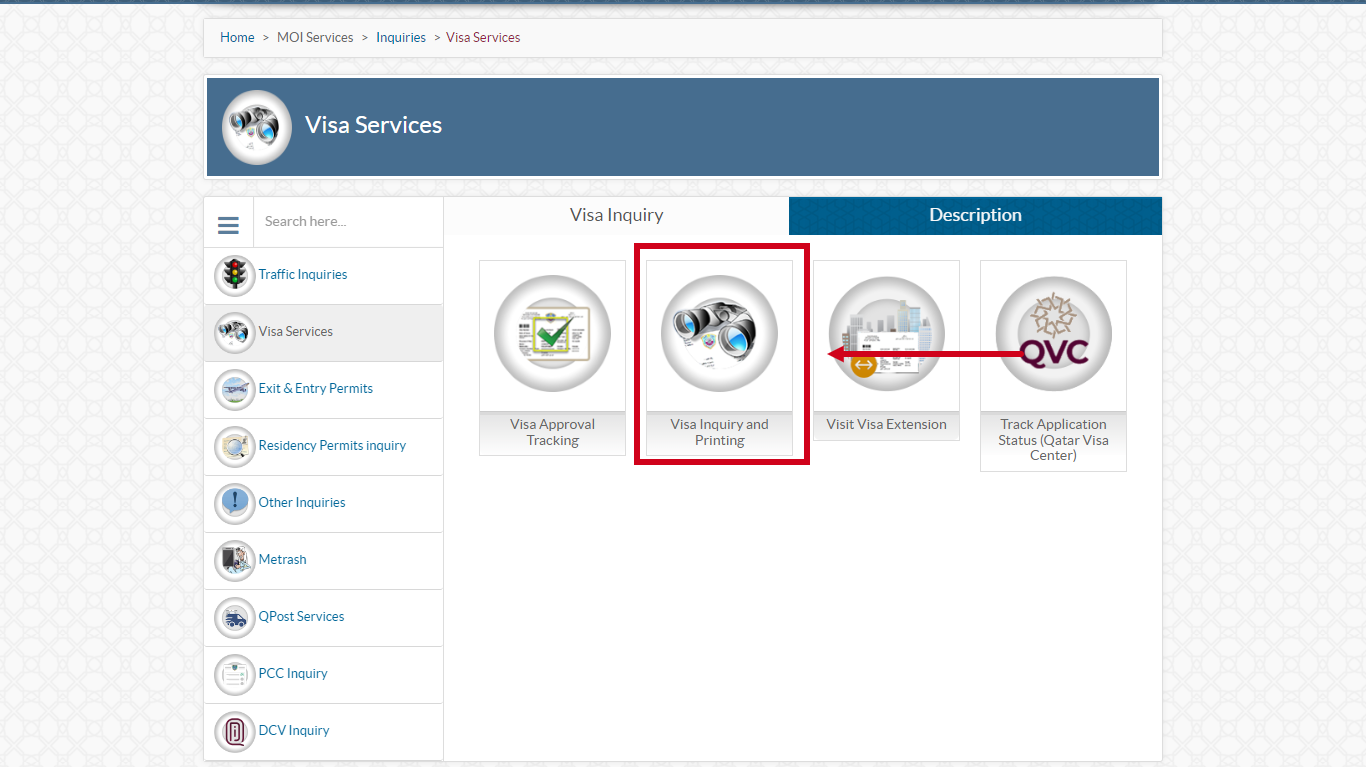 Home > MOI Services > Inquiries > Visa Services
Visa Services
Search here...
Traffic Inquiries
Visa Services
Exit & Entry Permits
Residency Permits inquiry
Other Inquiries
Metrash
QPost Services
PCC Inquiry
DCV Inquiry
Visa Inquiry
Description
Visa Approval
Tracking
Visa Inquiry and
Printing
Visit Visa Extension
QVC
Track Application
Status (Qatar Visa
Center)